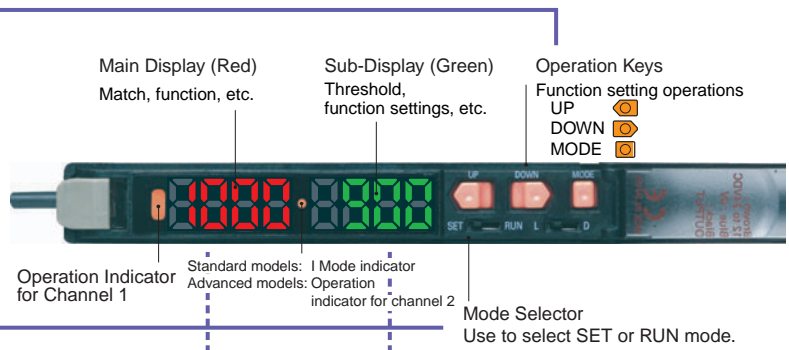 Main Display (Red)
Match, function, etc.
Sub-Display (Green)
Threshold,
function settings, etc.
Operation Keys
Function setting operations
UP
DOWN
MODE
1000
300
UP DOWN MODE
SET RUN L D
Operation Indicator
for Channel 1
Standard models: I Mode indicator
Advanced models: Operation
indicator for channel 2
Mode Selector
Use to select SET or RUN mode.